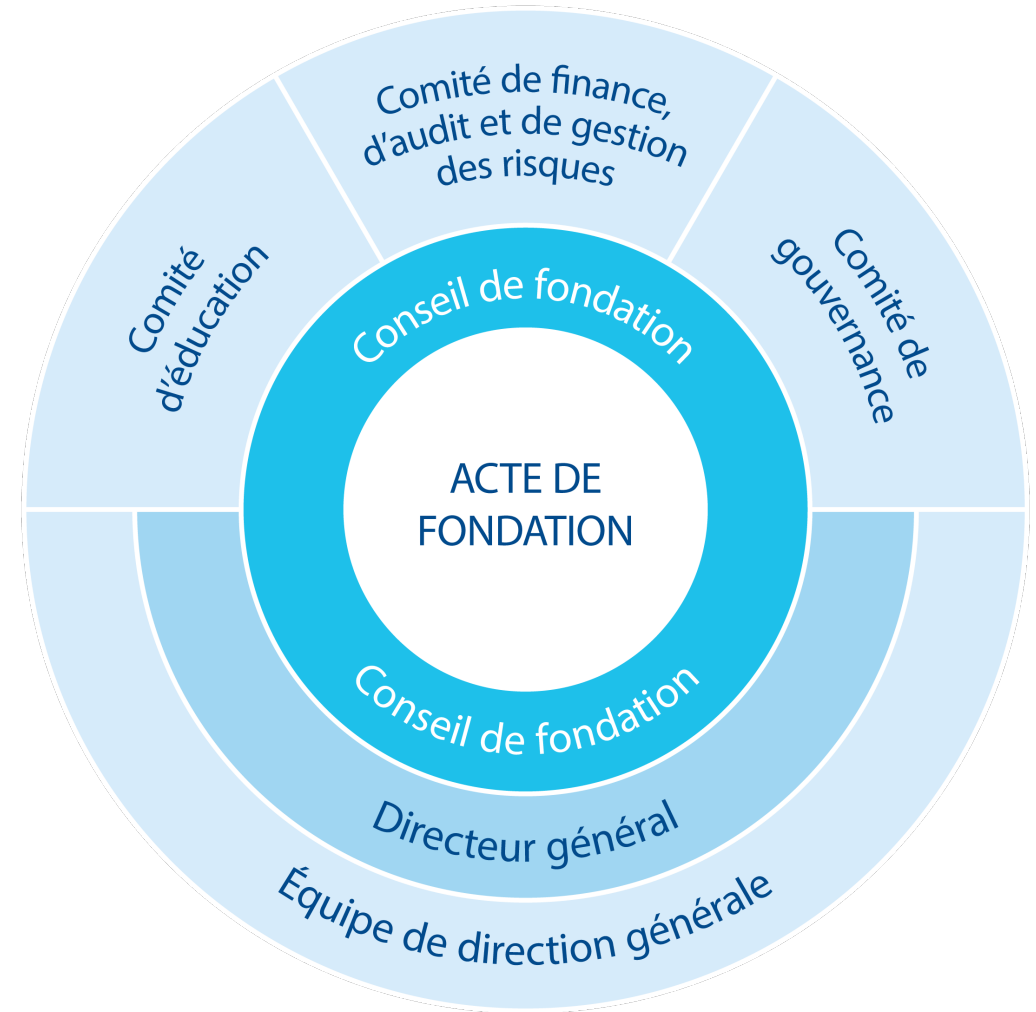 Comité de finance,
d'audit et de gestion
des risques
Comité
d'éducation
Comité de
gouvernance
Conseil de fondation
ACTE DE
FONDATION
Conseil de fondation
Directeur général
Équipe de direction générale